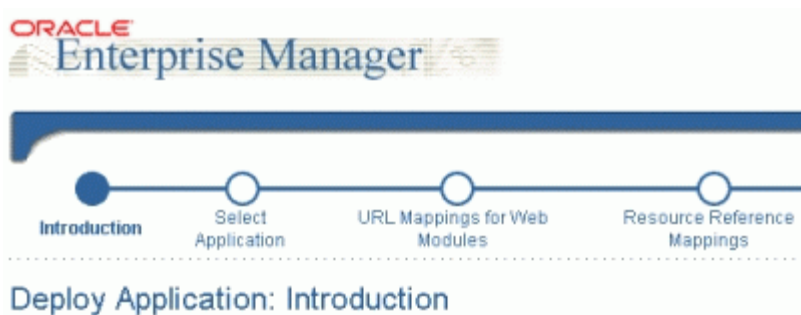 ORACLE
Enterprise Manager
Introduction
Select
Application
URL Mappings for Web
Modules
Resource Reference
Mappings
Deploy Application: Introduction